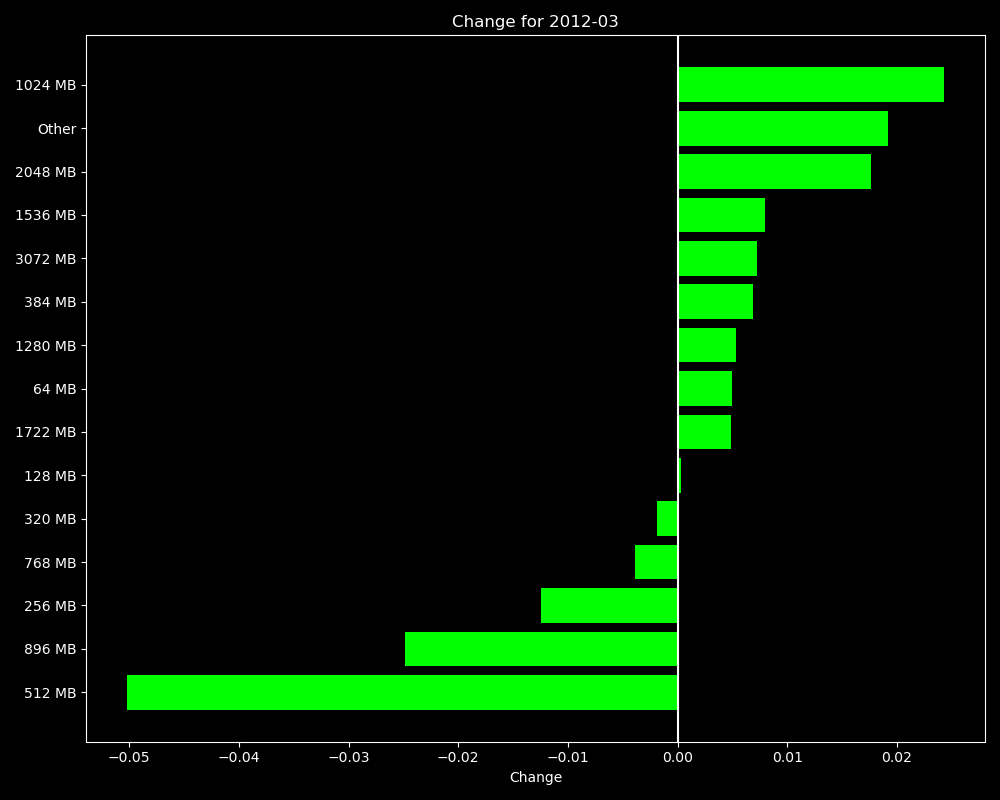 Change for 2012-03
1024 MB
Other
2048 MB
1536 MB
3072 MB
384 MB
1280 MB
64 MB
1722 MB
128 MB
320 MB
768 MB
256 MB
896 MB
512 MB
−0.05 −0.04 −0.03 −0.02 −0.01 0.00 0.01 0.02
Change